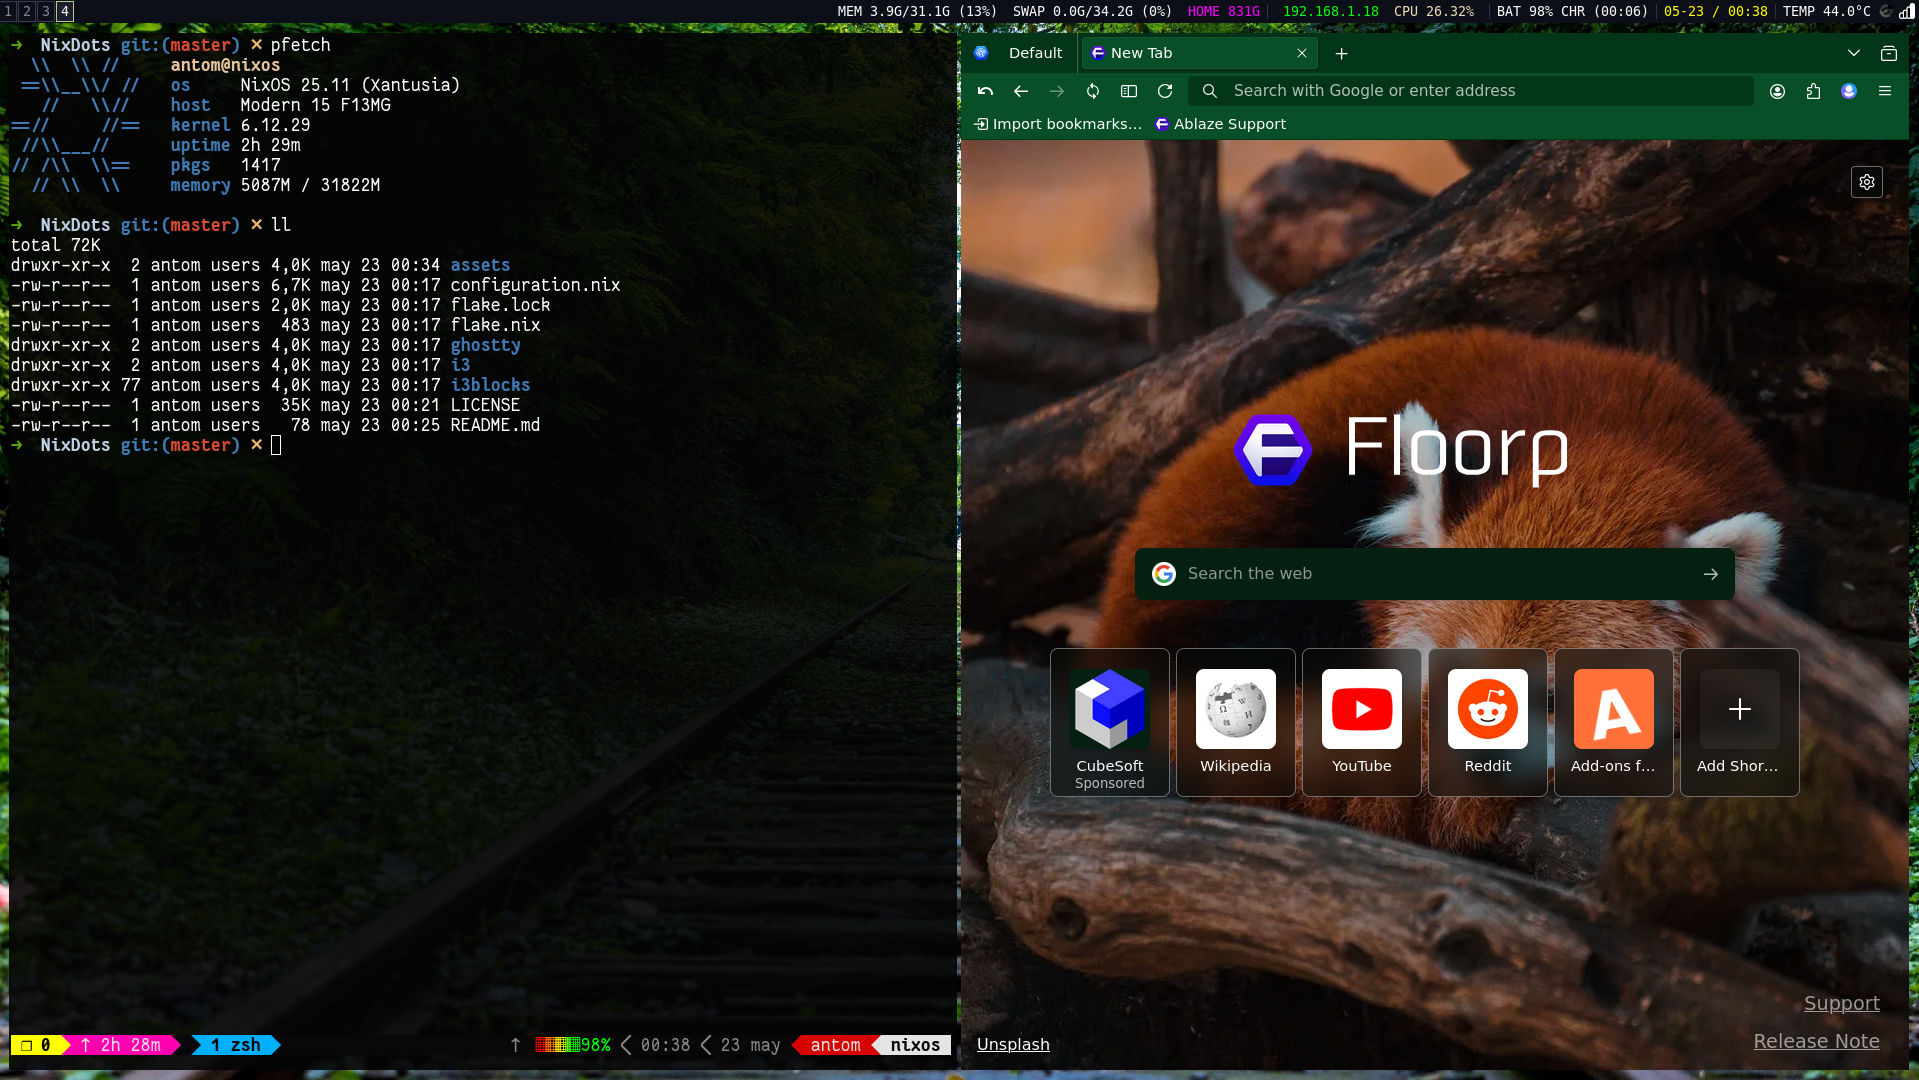 1 2 3 4 MEM 3.9G/31.1G (13%) SWAP 0.0G/34.2G (0%) HOME 831G 192.168.1.18 CPU 26.32% BAT 98% CHR (00:06) 05-23 / 00:38 TEMP 44.0°C
→ NixDots git:(master) ✗ pfetch
\\ \\ // antom@nixos
==\\__\\/ // os NixOS 25.11 (Xantusia)
// \\// host Modern 15 F13MG
==// //== kernel 6.12.29
//\\___// uptime 2h 29m
// /\\ \\== pkgs 1417
// \\ \\ memory 5087M / 31822M
→ NixDots git:(master) ✗ ll
total 72K
drwxr-xr-x 2 antom users 4,0K may 23 00:34 assets
-rw-r--r-- 1 antom users 6,7K may 23 00:17 configuration.nix
-rw-r--r-- 1 antom users 2,0K may 23 00:17 flake.lock
-rw-r--r-- 1 antom users 483 may 23 00:17 flake.nix
drwxr-xr-x 2 antom users 4,0K may 23 00:17 ghostty
drwxr-xr-x 2 antom users 4,0K may 23 00:17 i3
drwxr-xr-x 77 antom users 4,0K may 23 00:17 i3blocks
-rw-r--r-- 1 antom users 35K may 23 00:21 LICENSE
-rw-r--r-- 1 antom users 78 may 23 00:25 README.md
→ NixDots git:(master) ✗
❐ 0 ↑ 2h 28m 1 zsh ↑ 98% 00:38 23 may antom nixos
Default New Tab
Search with Google or enter address
Import bookmarks... Ablaze Support
Floorp
Search the web
CubeSoft Wikipedia YouTube Reddit Add-ons f... Add Shor...
Sponsored
Support
Unsplash Release Note